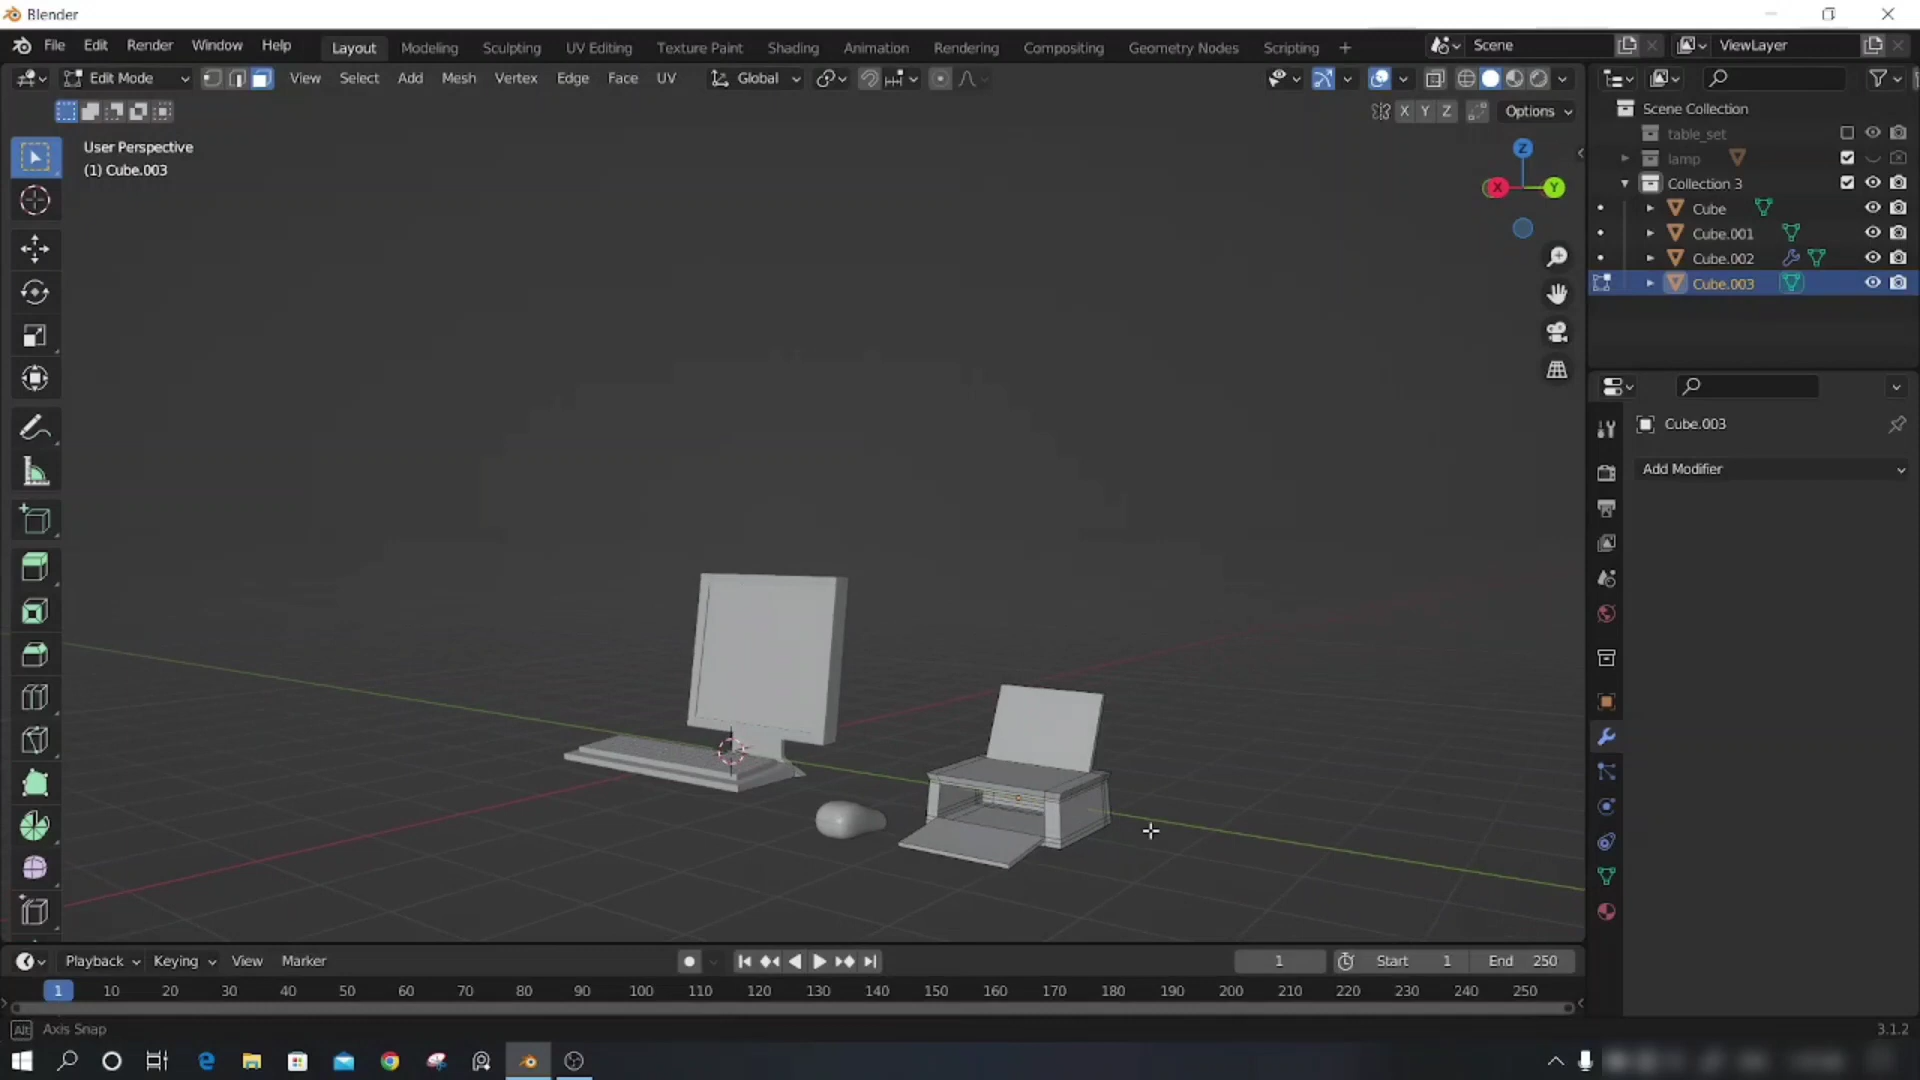 Blender
File Edit Render Window Help Layout Modeling Sculpting UV Editing Texture Paint Shading Animation Rendering Compositing Geometry Nodes Scripting + Scene ViewLayer
Edit Mode View Select Add Mesh Vertex Edge Face UV Global
X Y Z Options
User Perspective
(1) Cube.003
Z
X Y
Scene Collection
table_set
lamp
Collection 3
Cube
Cube.001
Cube.002
Cube.003
Cube.003
Add Modifier
Playback Keying View Marker 1 Start 1 End 250
1 10 20 30 40 50 60 70 80 90 100 110 120 130 140 150 160 170 180 190 200 210 220 230 240 250
Alt Axis Snap 3.1.2